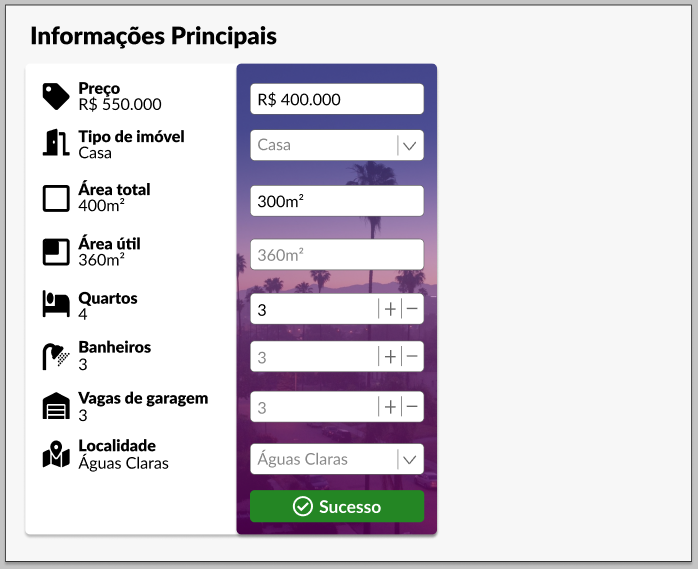 Informações Principais
Preço
R$ 550.000
R$ 400.000
Tipo de imóvel
Casa
Casa
Área total
400m²
300m²
Área útil
360m²
360m²
Quartos
4
3
Banheiros
3
3
Vagas de garagem
3
3
Localidade
Águas Claras
Águas Claras
Sucesso